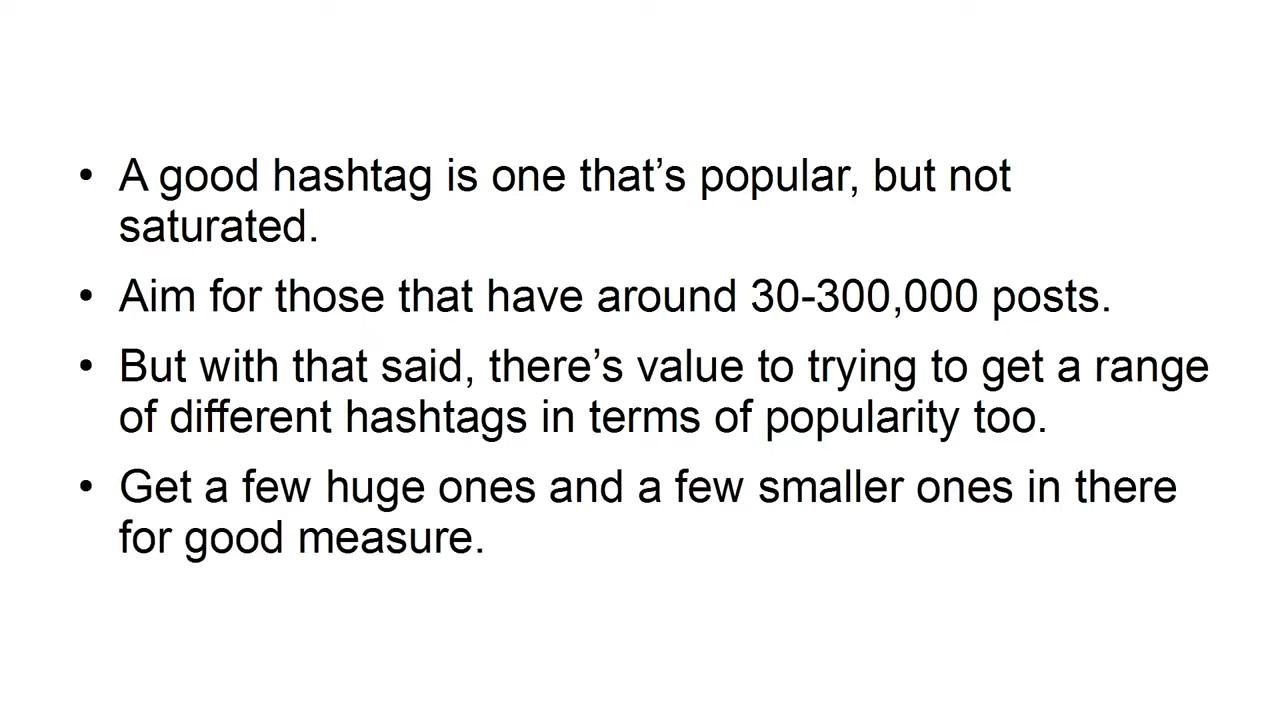 • A good hashtag is one that’s popular, but not
saturated.
• Aim for those that have around 30-300,000 posts.
• But with that said, there’s value to trying to get a range
of different hashtags in terms of popularity too.
• Get a few huge ones and a few smaller ones in there
for good measure.